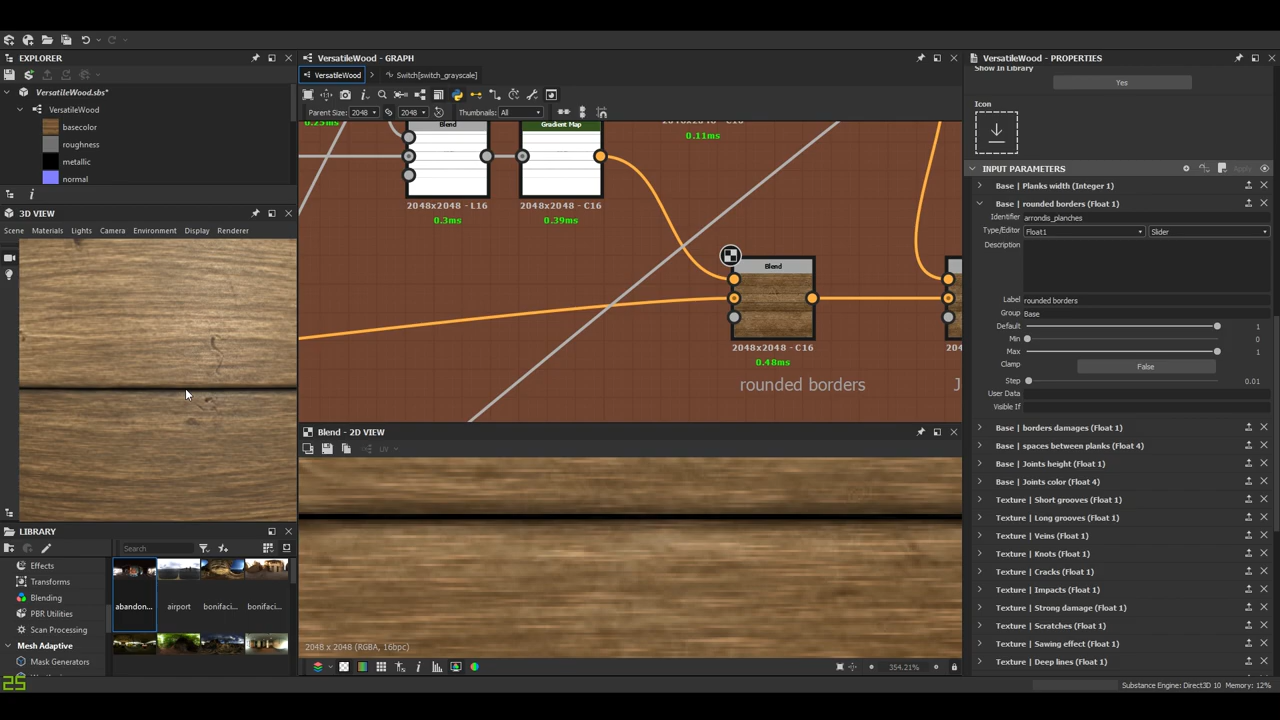 EXPLORER
VersatileWood.sbs*
VersatileWood
basecolor
roughness
metallic
normal
3D VIEW
Scene Materials Lights Camera Environment Display Renderer
LIBRARY
Search
Effects
Transforms
Blending
PBR Utilities
Scan Processing
Mesh Adaptive
Mask Generators
abandon... airport bonifaci... bonifaci...
25
VersatileWood - GRAPH
VersatileWood Switch[switch_grayscale]
Parent Size: 2048 2048 Thumbnails: All
0.25ms
Blend
2048x2048 - L16
0.3ms
Gradient Map
2048x2048 - C16
0.39ms
0.11ms
Blend
2048x2048 - C16
0.48ms
rounded borders
204
J
Blend - 2D VIEW
UV
2048 x 2048 (RGBA, 16bpc)
354.21%
VersatileWood - PROPERTIES
Show In Library
Yes
Icon
INPUT PARAMETERS
Apply
Base | Planks width (Integer 1)
Base | rounded borders (Float 1)
Identifier arrondis_planches
Type/Editor Float1 Slider
Description
Label rounded borders
Group Base
Default 1
Min 0
Max 1
Clamp False
Step 0.01
User Data
Visible If
Base | borders damages (Float 1)
Base | spaces between planks (Float 4)
Base | Joints height (Float 1)
Base | Joints color (Float 4)
Texture | Short grooves (Float 1)
Texture | Long grooves (Float 1)
Texture | Veins (Float 1)
Texture | Knots (Float 1)
Texture | Cracks (Float 1)
Texture | Impacts (Float 1)
Texture | Strong damage (Float 1)
Texture | Scratches (Float 1)
Texture | Sawing effect (Float 1)
Texture | Deep lines (Float 1)
Substance Engine: Direct3D 10 Memory: 12%